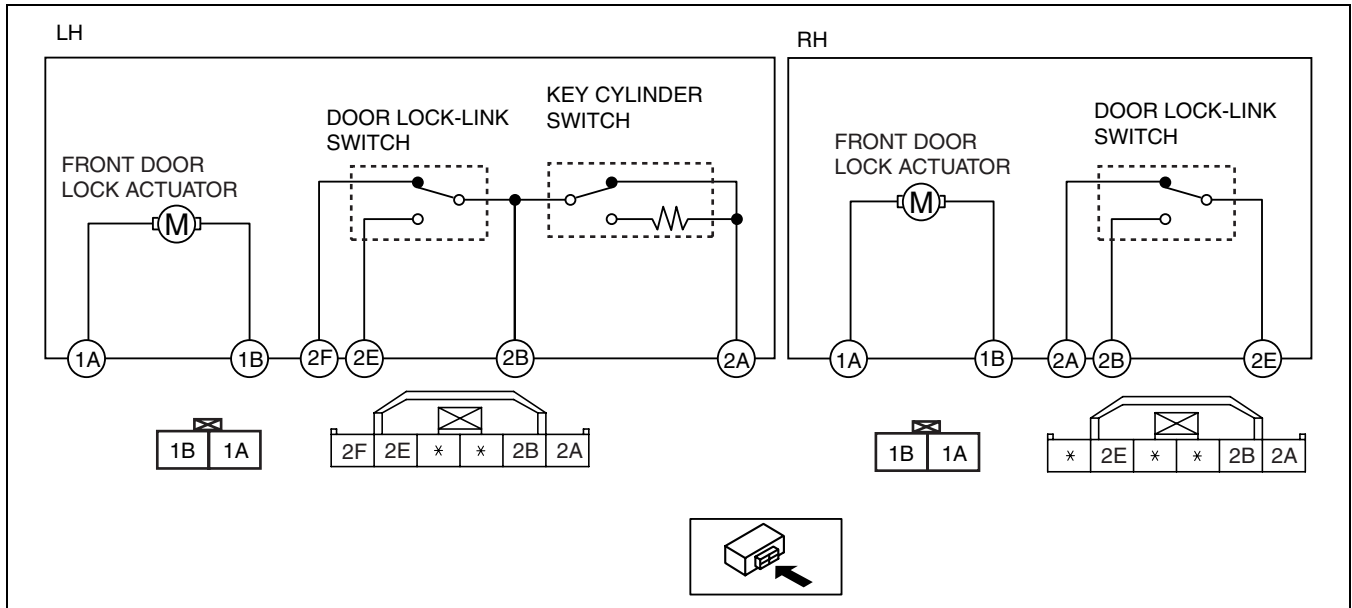 LH
RH
KEY CYLINDER
SWITCH
DOOR LOCK-LINK
SWITCH
FRONT DOOR
LOCK ACTUATOR
M
DOOR LOCK-LINK
SWITCH
FRONT DOOR
LOCK ACTUATOR
M
1A 1B 2F 2E 2B 2A
1A 1B 2A 2B 2E
1B 1A
2F 2E * * 2B 2A
1B 1A
* 2E * * 2B 2A